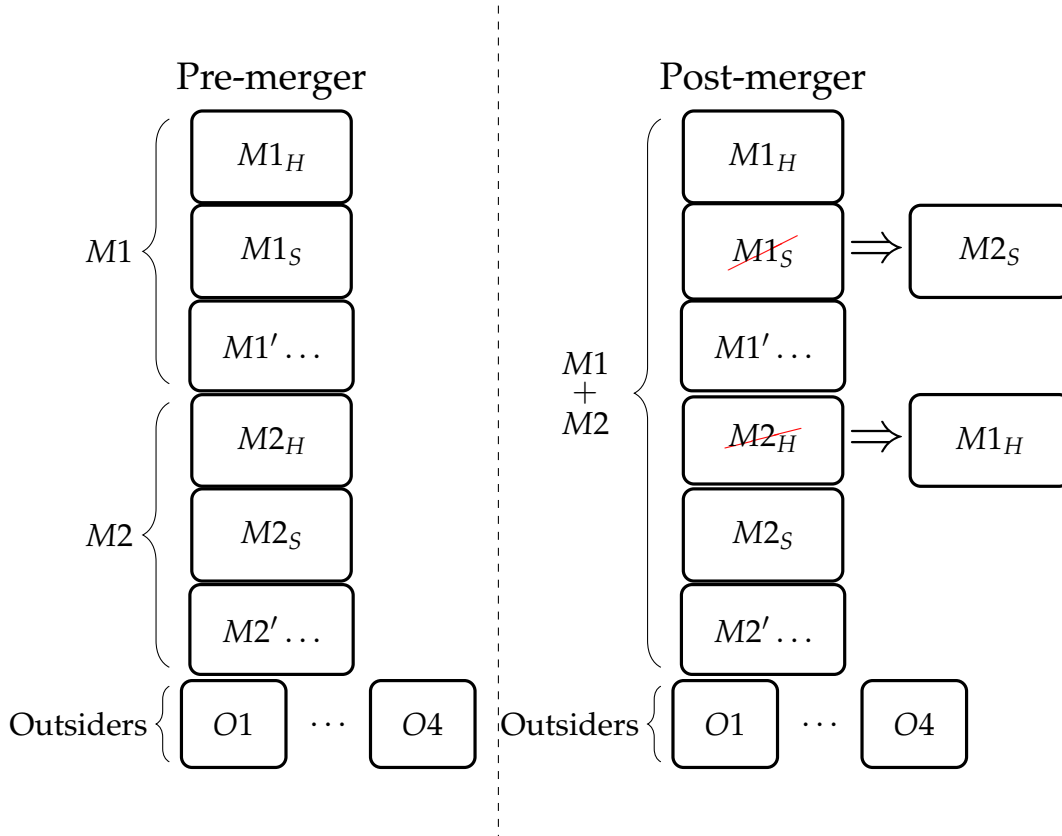 Pre-merger
M1_H
M1
M1_S
M1′ …
M2_H
M2
M2_S
M2′ …
Outsiders O1 ⋯ O4
Post-merger
M1_H
M1_S ⇒ M2_S
M1′ …
M1
+
M2
M2_H ⇒ M1_H
M2_S
M2′ …
Outsiders O1 ⋯ O4